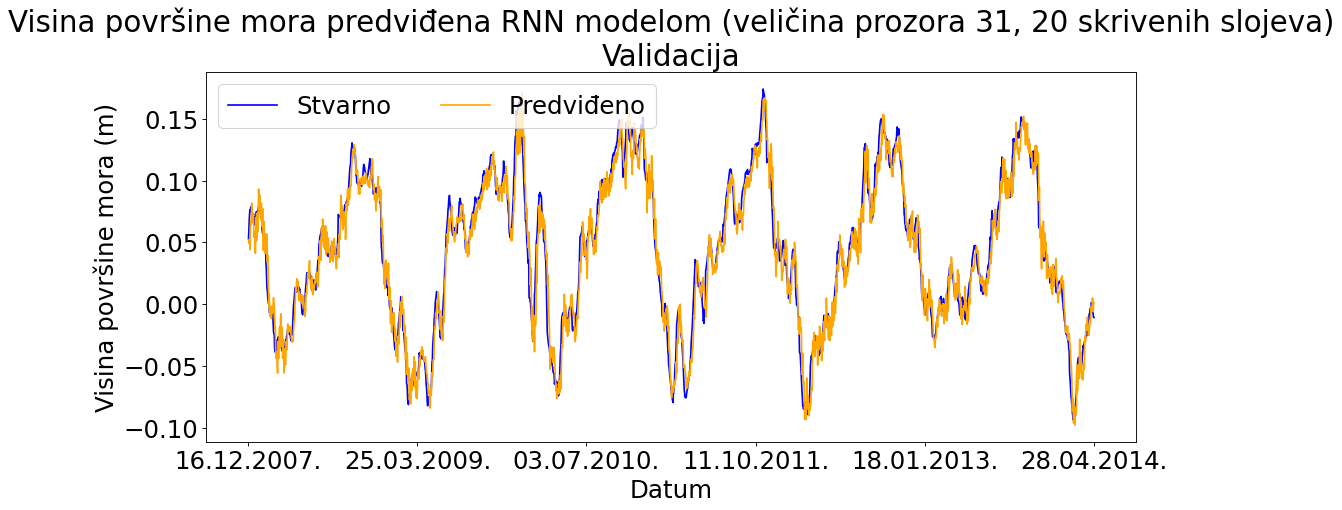 Visina površine mora predviđena RNN modelom (veličina prozora 31, 20 skrivenih slojeva)
Validacija
Stvarno Predviđeno
Visina površine mora (m)
0.15
0.10
0.05
0.00
−0.05
−0.10
16.12.2007. 25.03.2009. 03.07.2010. 11.10.2011. 18.01.2013. 28.04.2014.
Datum